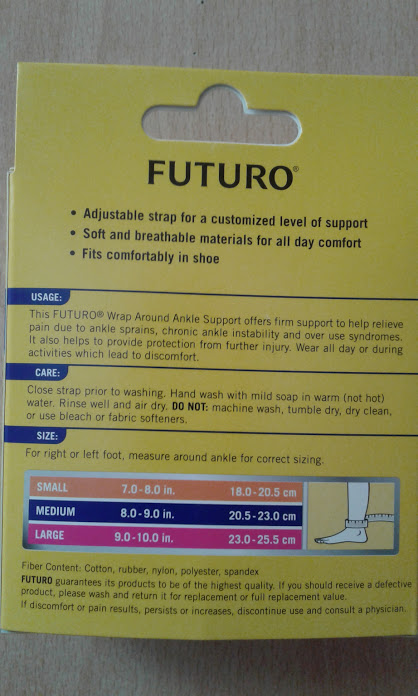 FUTURO®
• Adjustable strap for a customized level of support
• Soft and breathable materials for all day comfort
• Fits comfortably in shoe
USAGE:
This FUTURO® Wrap Around Ankle Support offers firm support to help relieve
pain due to ankle sprains, chronic ankle instability and over use syndromes.
It also helps to provide protection from further injury. Wear all day or during
activities which lead to discomfort.
CARE:
Close strap prior to washing. Hand wash with mild soap in warm (not hot)
water. Rinse well and air dry. DO NOT: machine wash, tumble dry, dry clean,
or use bleach or fabric softeners.
SIZE:
For right or left foot, measure around ankle for correct sizing.
SMALL 7.0-8.0 in. 18.0-20.5 cm
MEDIUM 8.0-9.0 in. 20.5-23.0 cm
LARGE 9.0-10.0 in. 23.0-25.5 cm
Fiber Content: Cotton, rubber, nylon, polyester, spandex
FUTURO guarantees its products to be of the highest quality. If you should receive a defective
product, please wash and return it for replacement or full replacement value.
If discomfort or pain results, persists or increases, discontinue use and consult a physician.